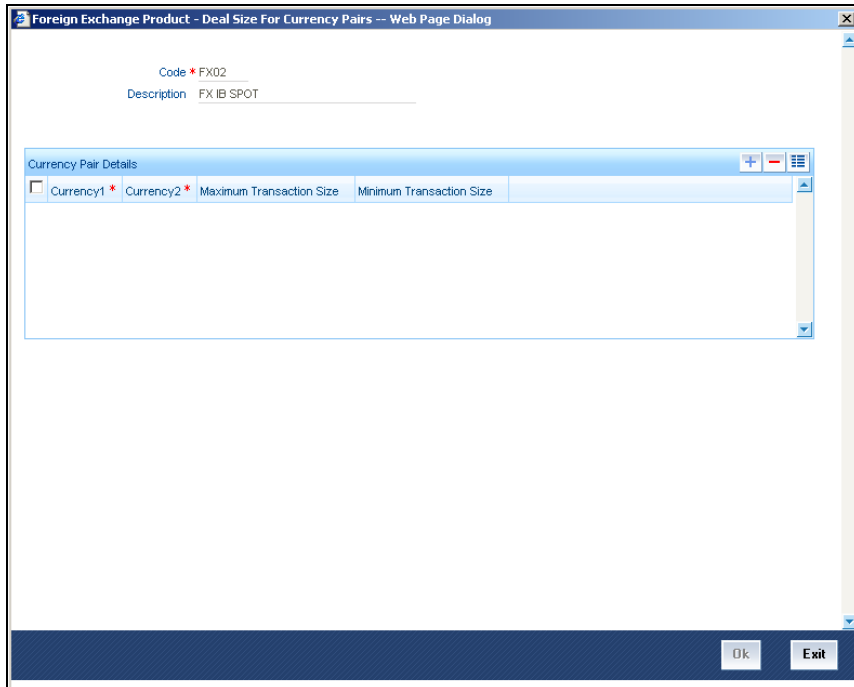 Foreign Exchange Product - Deal Size For Currency Pairs -- Web Page Dialog
Code * FX02
Description FX IB SPOT
Currency Pair Details
Currency1 * Currency2 * Maximum Transaction Size Minimum Transaction Size
Ok Exit